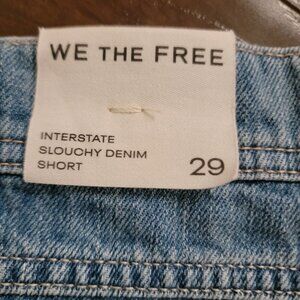 WE THE FREE
INTERSTATE
SLOUCHY DENIM
SHORT 29